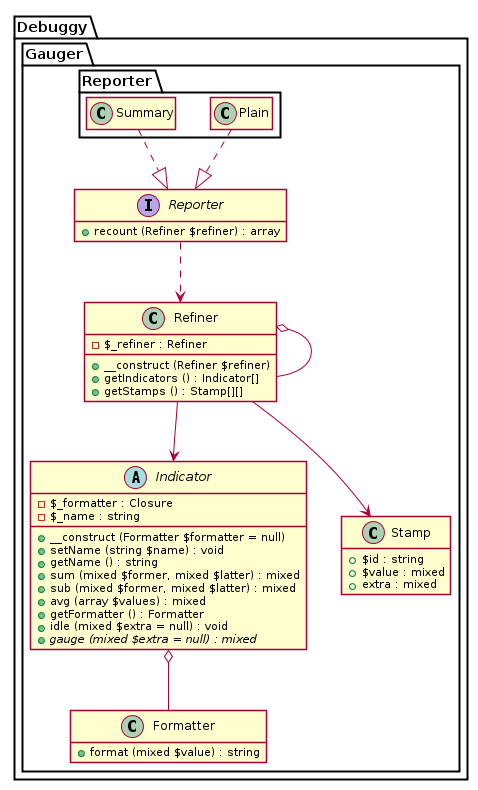 Debuggy
Gauger
Reporter
C Summary
C Plain
I Reporter
recount (Refiner $refiner) : array
C Refiner
$_refiner : Refiner
__construct (Refiner $refiner)
getIndicators () : Indicator[]
getStamps () : Stamp[][]
A Indicator
$_formatter : Closure
$_name : string
__construct (Formatter $formatter = null)
setName (string $name) : void
getName () : string
sum (mixed $former, mixed $latter) : mixed
sub (mixed $former, mixed $latter) : mixed
avg (array $values) : mixed
getFormatter () : Formatter
idle (mixed $extra = null) : void
gauge (mixed $extra = null) : mixed
C Stamp
$id : string
$value : mixed
extra : mixed
C Formatter
format (mixed $value) : string